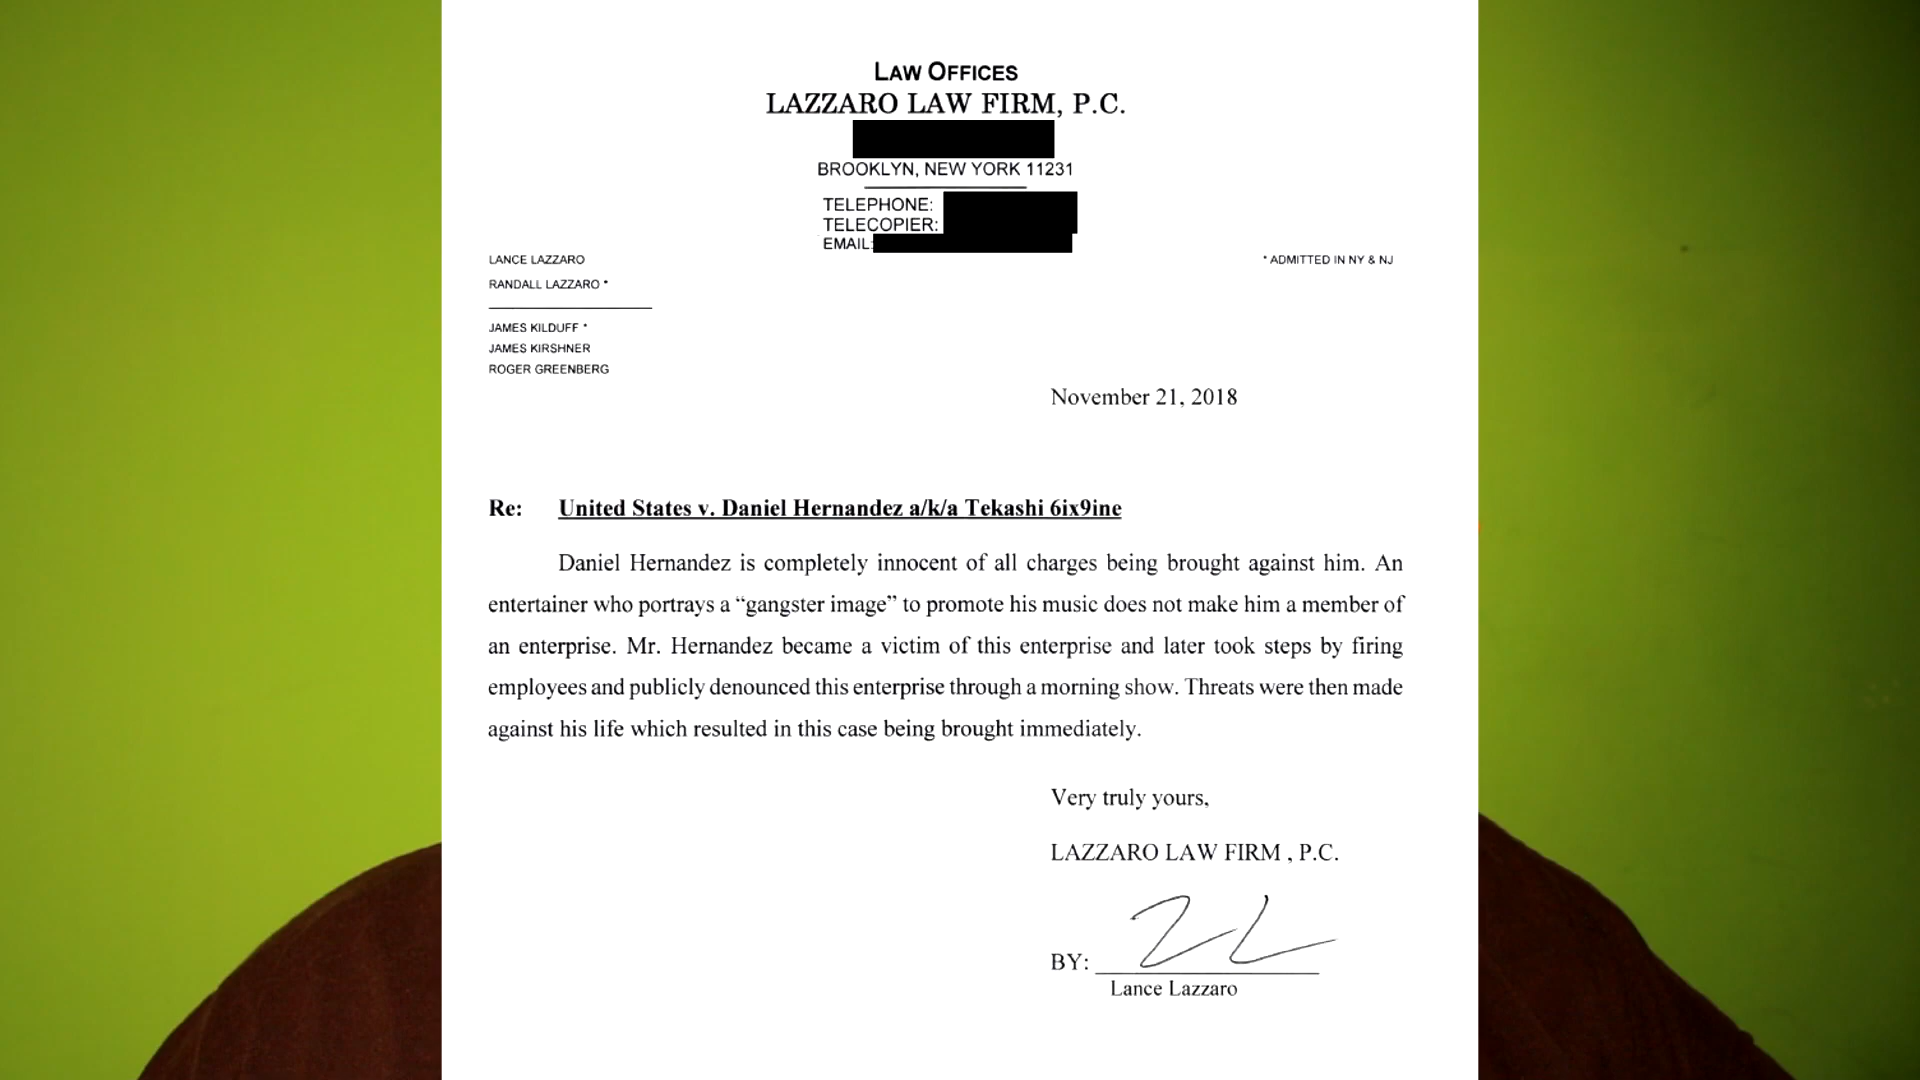 LAW OFFICES
LAZZARO LAW FIRM, P.C.
BROOKLYN, NEW YORK 11231
TELEPHONE:
TELECOPIER:
EMAIL:
LANCE LAZZARO
* ADMITTED IN NY & NJ
RANDALL LAZZARO *
JAMES KILDUFF *
JAMES KIRSHNER
ROGER GREENBERG
November 21, 2018
Re: United States v. Daniel Hernandez a/k/a Tekashi 6ix9ine
Daniel Hernandez is completely innocent of all charges being brought against him. An
entertainer who portrays a “gangster image” to promote his music does not make him a member of
an enterprise. Mr. Hernandez became a victim of this enterprise and later took steps by firing
employees and publicly denounced this enterprise through a morning show. Threats were then made
against his life which resulted in this case being brought immediately.
Very truly yours,
LAZZARO LAW FIRM , P.C.
BY:
Lance Lazzaro